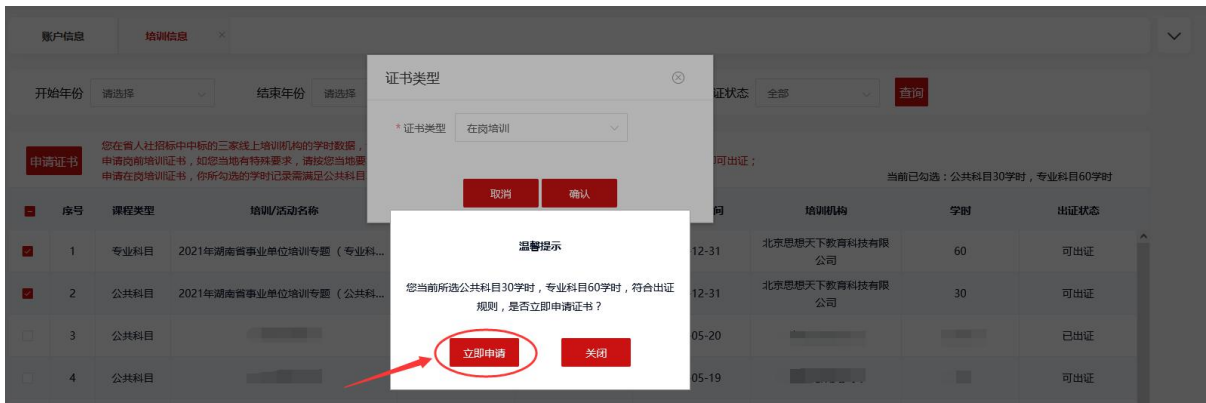 账户信息
培训信息 ×
开始年份 请选择 结束年份 请选择 证状态 全部 查询
申请证书
您在省人社招标中中标的三家线上培训机构的学时数据，
申请岗前培训证书，如您当地有特殊要求，请按您当地要 可出证；
申请在岗培训证书，你所勾选的学时记录需满足公共科目
当前已勾选：公共科目30学时，专业科目60学时
证书类型
* 证书类型 在岗培训
取消 确认
序号 课程类型 培训/活动名称 间 培训机构 学时 出证状态
1 专业科目 2021年湖南省事业单位培训专题（专业科... 12-31 北京思想天下教育科技有限
公司 60 可出证
2 公共科目 2021年湖南省事业单位培训专题（公共科... 12-31 北京思想天下教育科技有限
公司 30 可出证
3 公共科目 05-20 已出证
4 公共科目 05-19 可出证
温馨提示
您当前所选公共科目30学时，专业科目60学时，符合出证
规则，是否立即申请证书？
立即申请 关闭